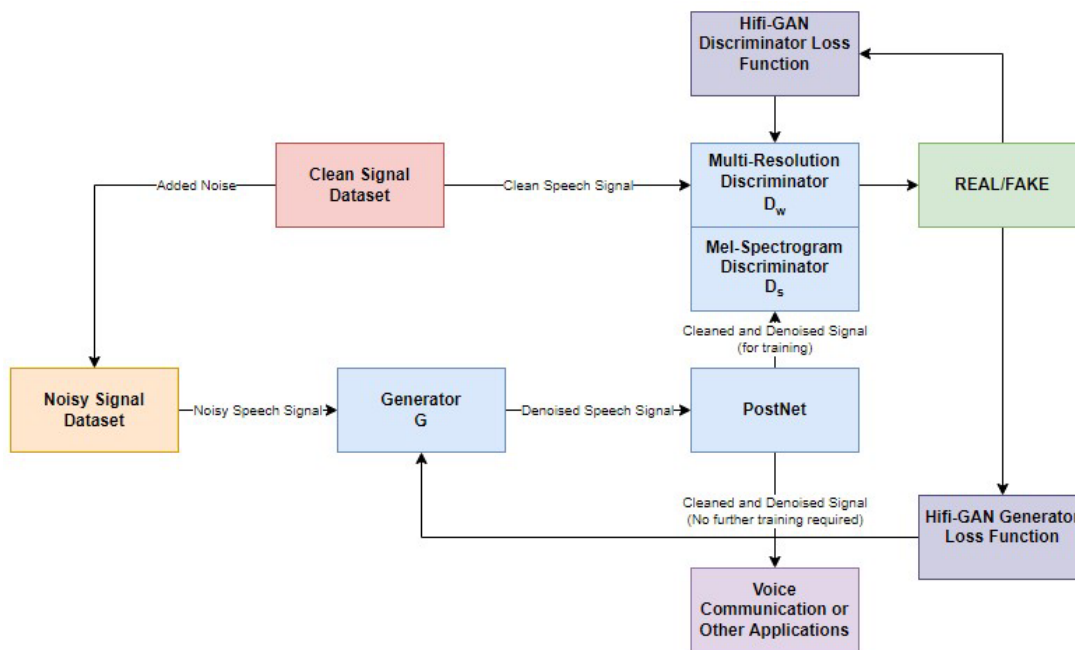 Hifi-GAN
Discriminator Loss
Function
Added Noise
Clean Signal
Dataset
Clean Speech Signal
Multi-Resolution
Discriminator
Dw
REAL/FAKE
Mel-Spectrogram
Discriminator
Ds
Cleaned and Denoised Signal
(for training)
Noisy Signal
Dataset
Noisy Speech Signal
Generator
G
Denoised Speech Signal
PostNet
Cleaned and Denoised Signal
(No further training required)
Hifi-GAN Generator
Loss Function
Voice
Communication or
Other Applications